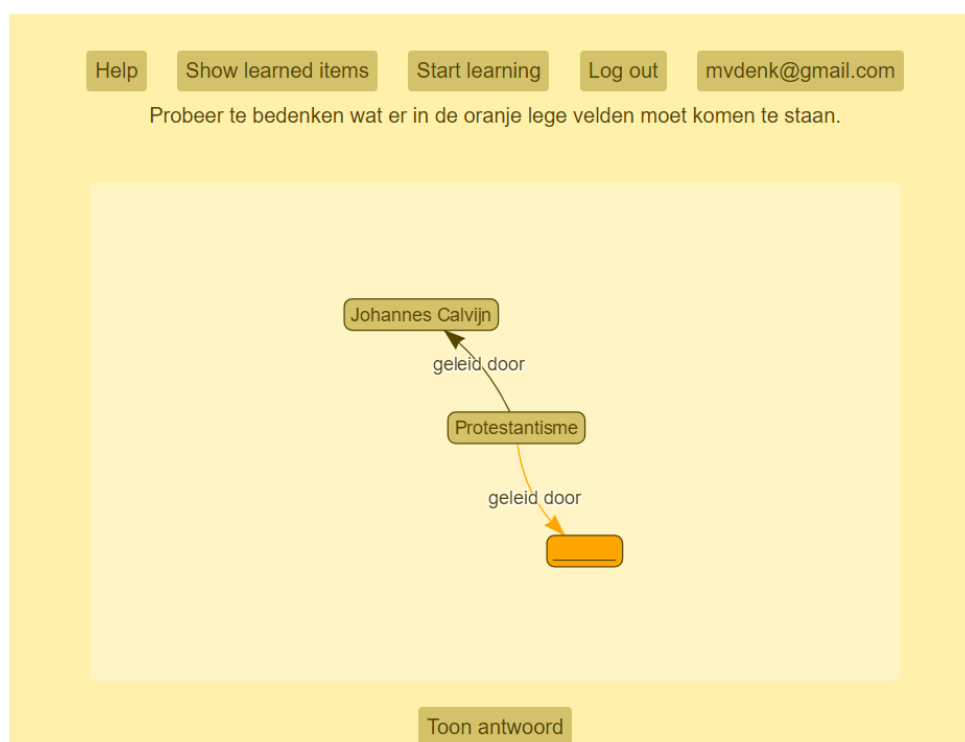 Help Show learned items Start learning Log out mvdenk@gmail.com
Probeer te bedenken wat er in de oranje lege velden moet komen te staan.
Johannes Calvijn
geleid door
Protestantisme
geleid door
Toon antwoord